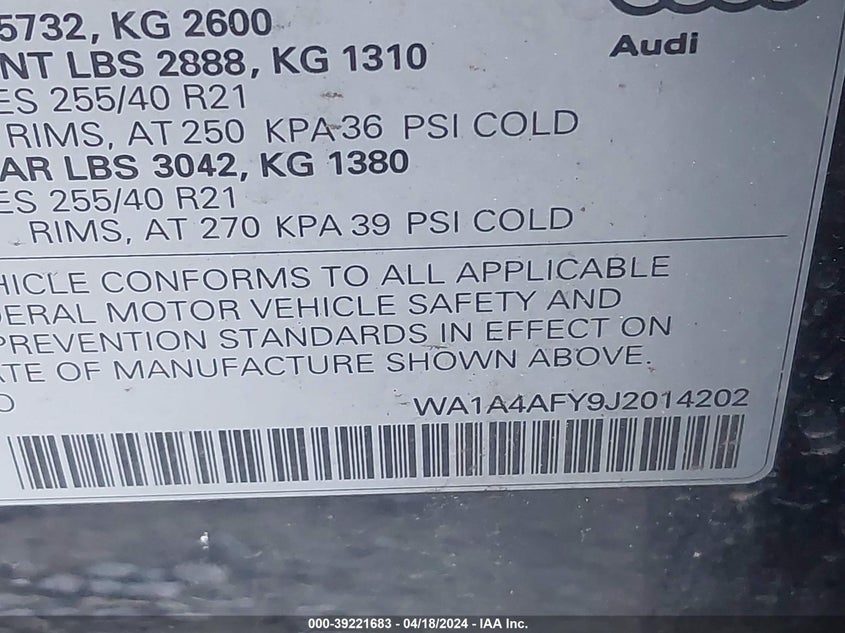 5732, KG 2600
Audi
NT LBS 2888, KG 1310
ES 255/40 R21
RIMS, AT 250 KPA 36 PSI COLD
AR LBS 3042, KG 1380
ES 255/40 R21
RIMS, AT 270 KPA 39 PSI COLD
HICLE CONFORMS TO ALL APPLICABLE
DERAL MOTOR VEHICLE SAFETY AND
PREVENTION STANDARDS IN EFFECT ON
ATE OF MANUFACTURE SHOWN ABOVE.
WA1A4AFY9J2014202
000-39221683 - 04/18/2024 - IAA Inc.